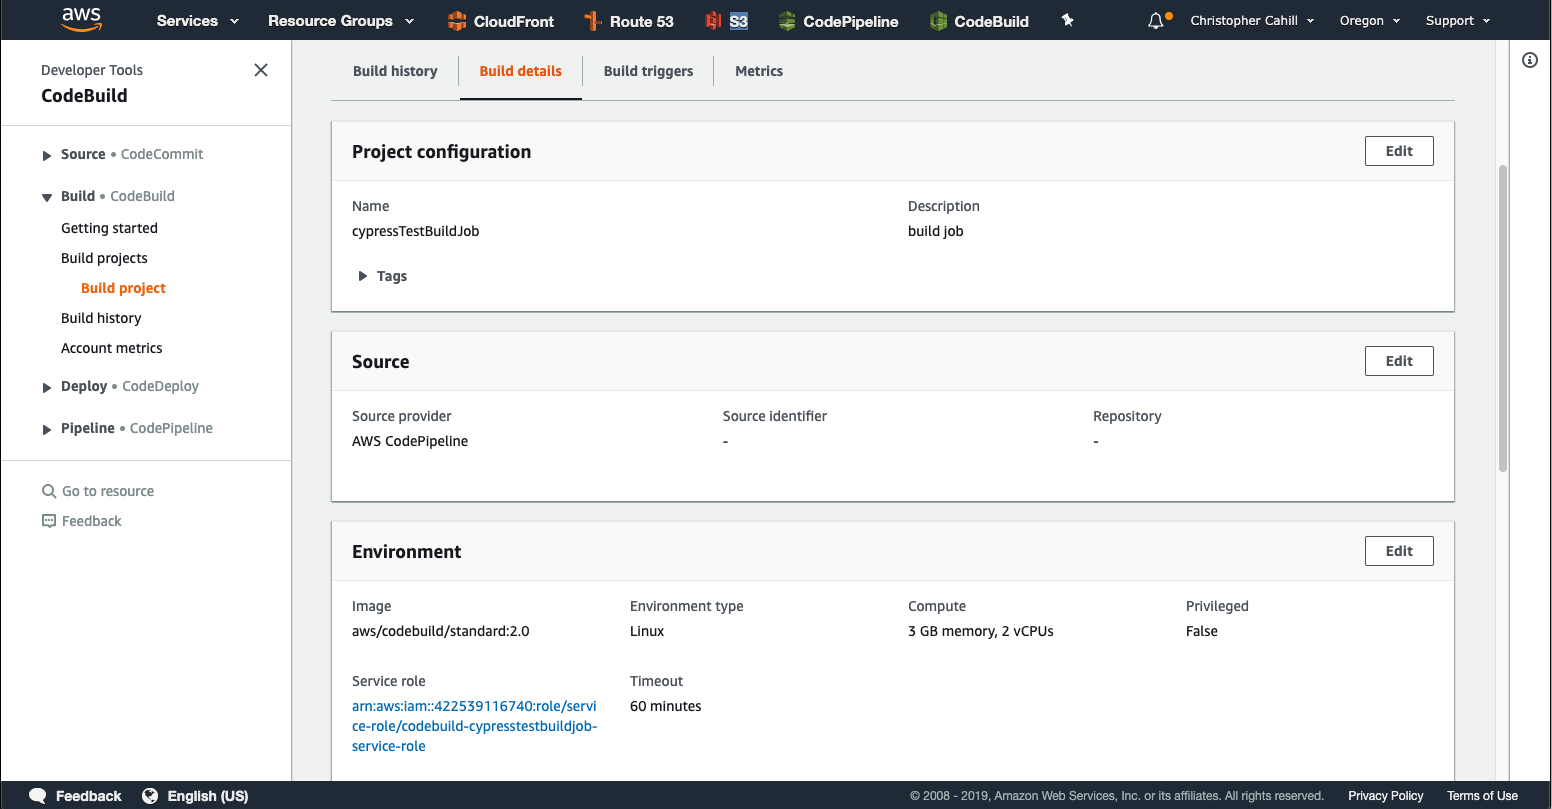 aws Services Resource Groups CloudFront Route 53 S3 CodePipeline CodeBuild Christopher Cahill Oregon Support
Developer Tools
CodeBuild
Source • CodeCommit
Build • CodeBuild
Getting started
Build projects
Build project
Build history
Account metrics
Deploy • CodeDeploy
Pipeline • CodePipeline
Go to resource
Feedback
Build history Build details Build triggers Metrics
Project configuration Edit
Name Description
cypressTestBuildJob build job
Tags
Source Edit
Source provider Source identifier Repository
AWS CodePipeline - -
Environment Edit
Image Environment type Compute Privileged
aws/codebuild/standard:2.0 Linux 3 GB memory, 2 vCPUs False
Service role Timeout
arn:aws:iam::422539116740:role/servi 60 minutes
ce-role/codebuild-cypresstestbuildjob-
service-role
Feedback English (US) © 2008 - 2019, Amazon Web Services, Inc. or its affiliates. All rights reserved. Privacy Policy Terms of Use